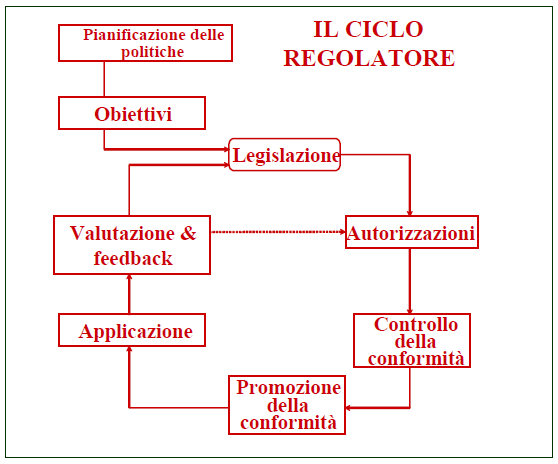 IL CICLO
REGOLATORE
Pianificazione delle
politiche
Obiettivi
Legislazione
Valutazione &
feedback
Autorizzazioni
Applicazione
Controllo
della
conformità
Promozione
della
conformità